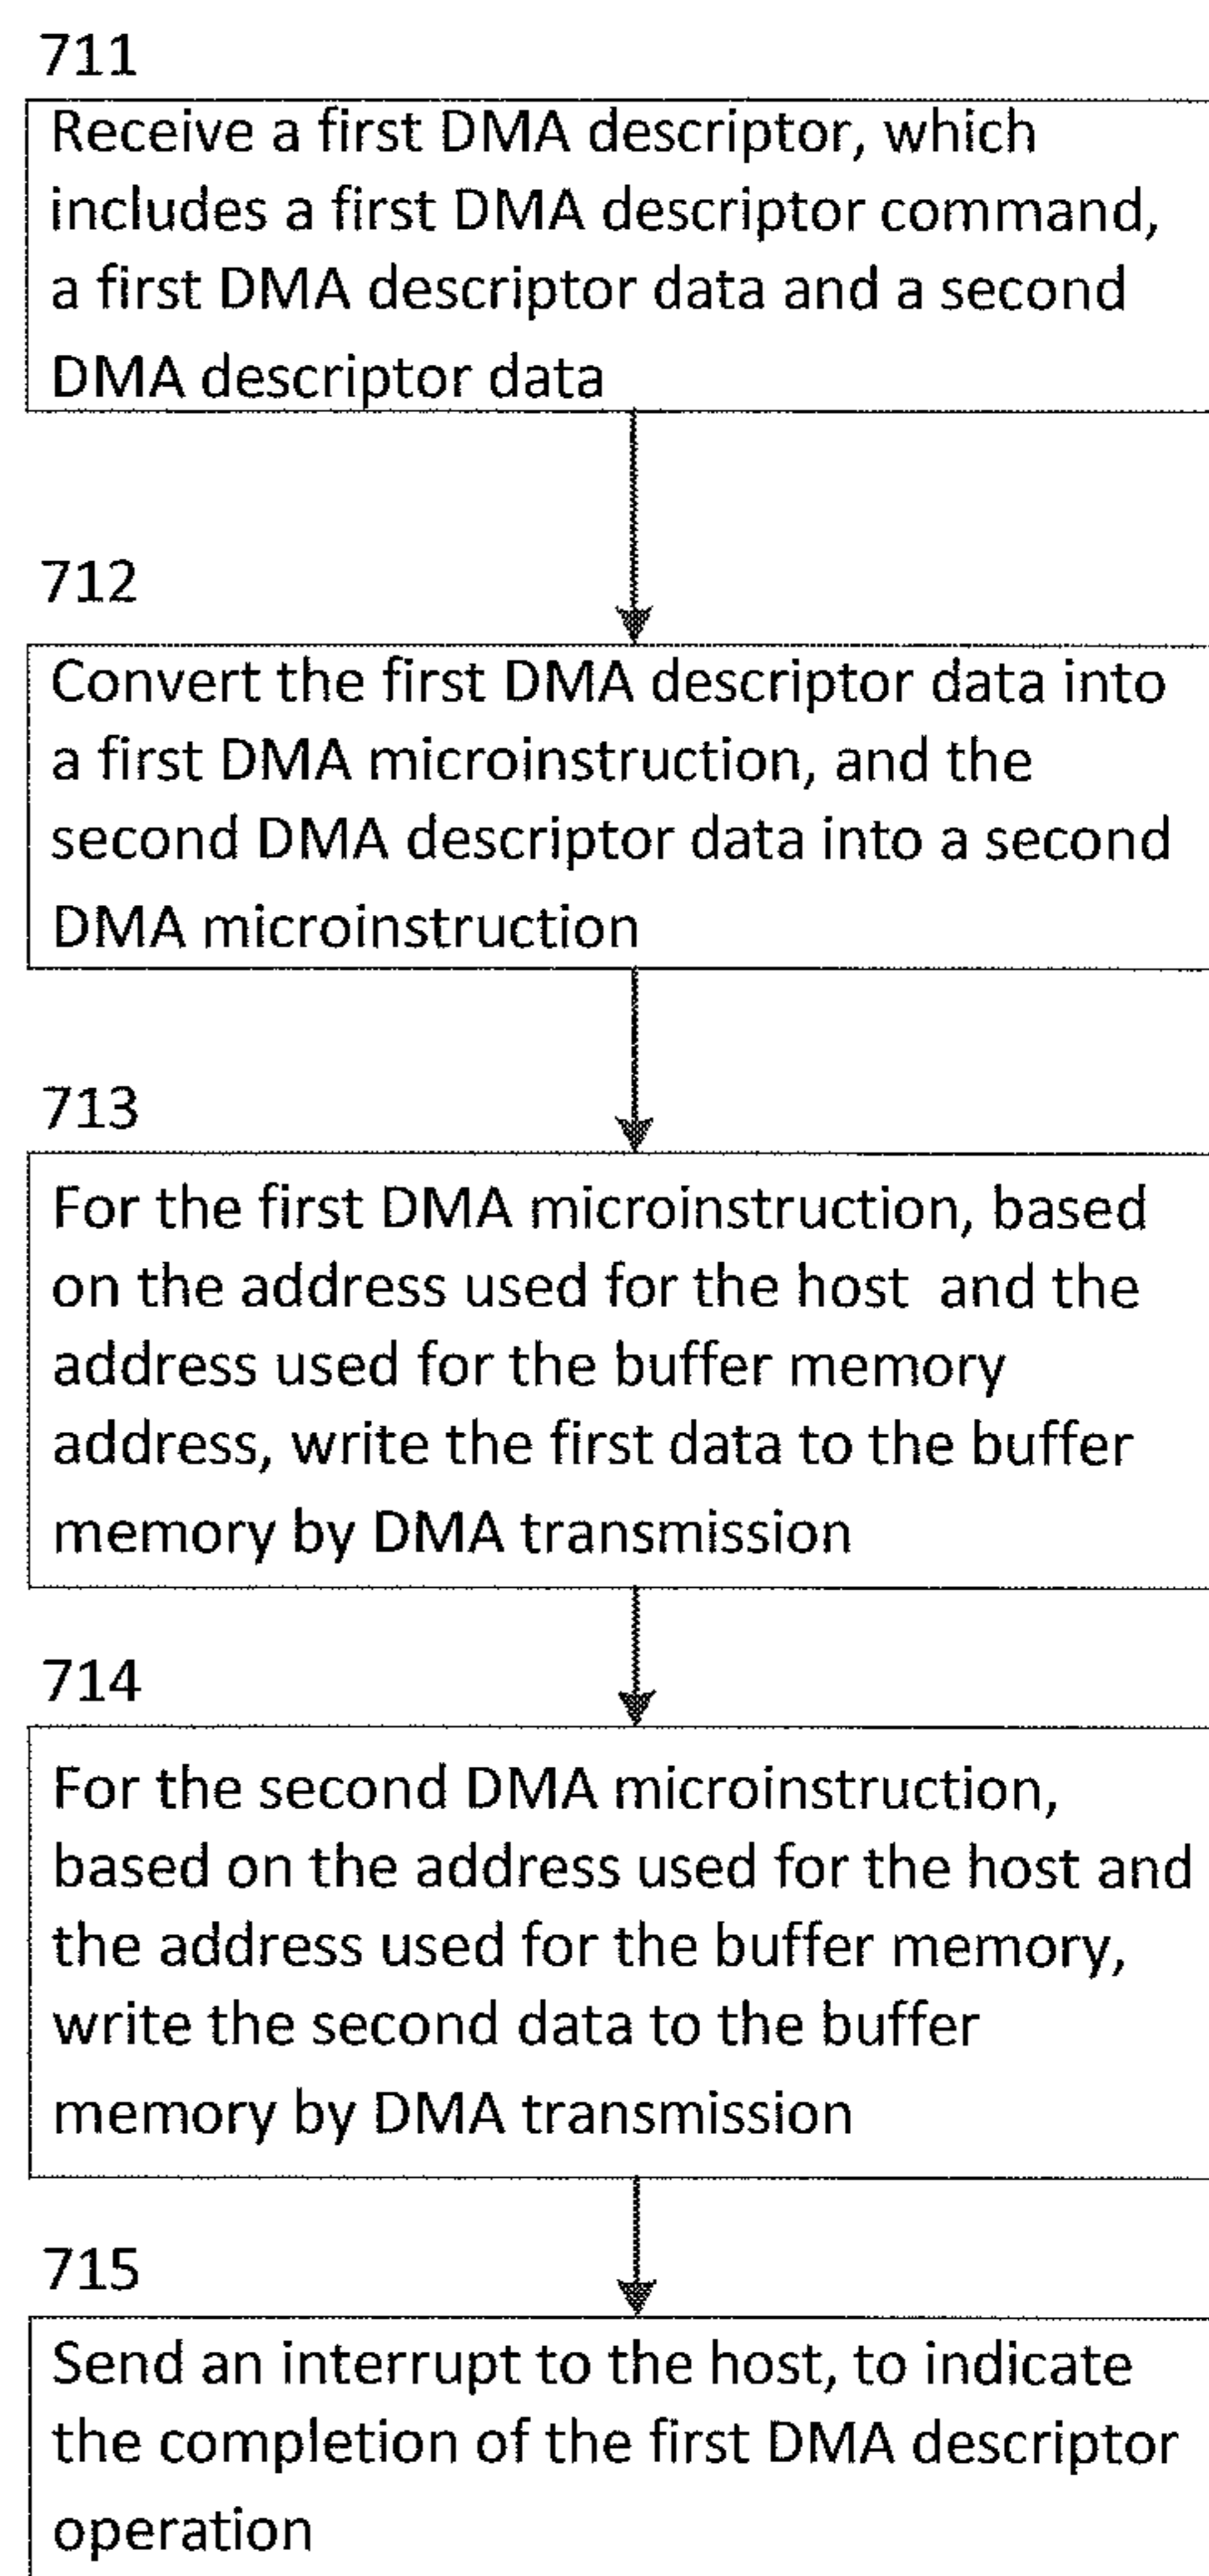 711
Receive a first DMA descriptor, which
includes a first DMA descriptor command,
a first DMA descriptor data and a second
DMA descriptor data
712
Convert the first DMA descriptor data into
a first DMA microinstruction, and the
second DMA descriptor data into a second
DMA microinstruction
713
For the first DMA microinstruction, based
on the address used for the host and the
address used for the buffer memory
address, write the first data to the buffer
memory by DMA transmission
714
For the second DMA microinstruction,
based on the address used for the host and
the address used for the buffer memory,
write the second data to the buffer
memory by DMA transmission
715
Send an interrupt to the host, to indicate
the completion of the first DMA descriptor
operation